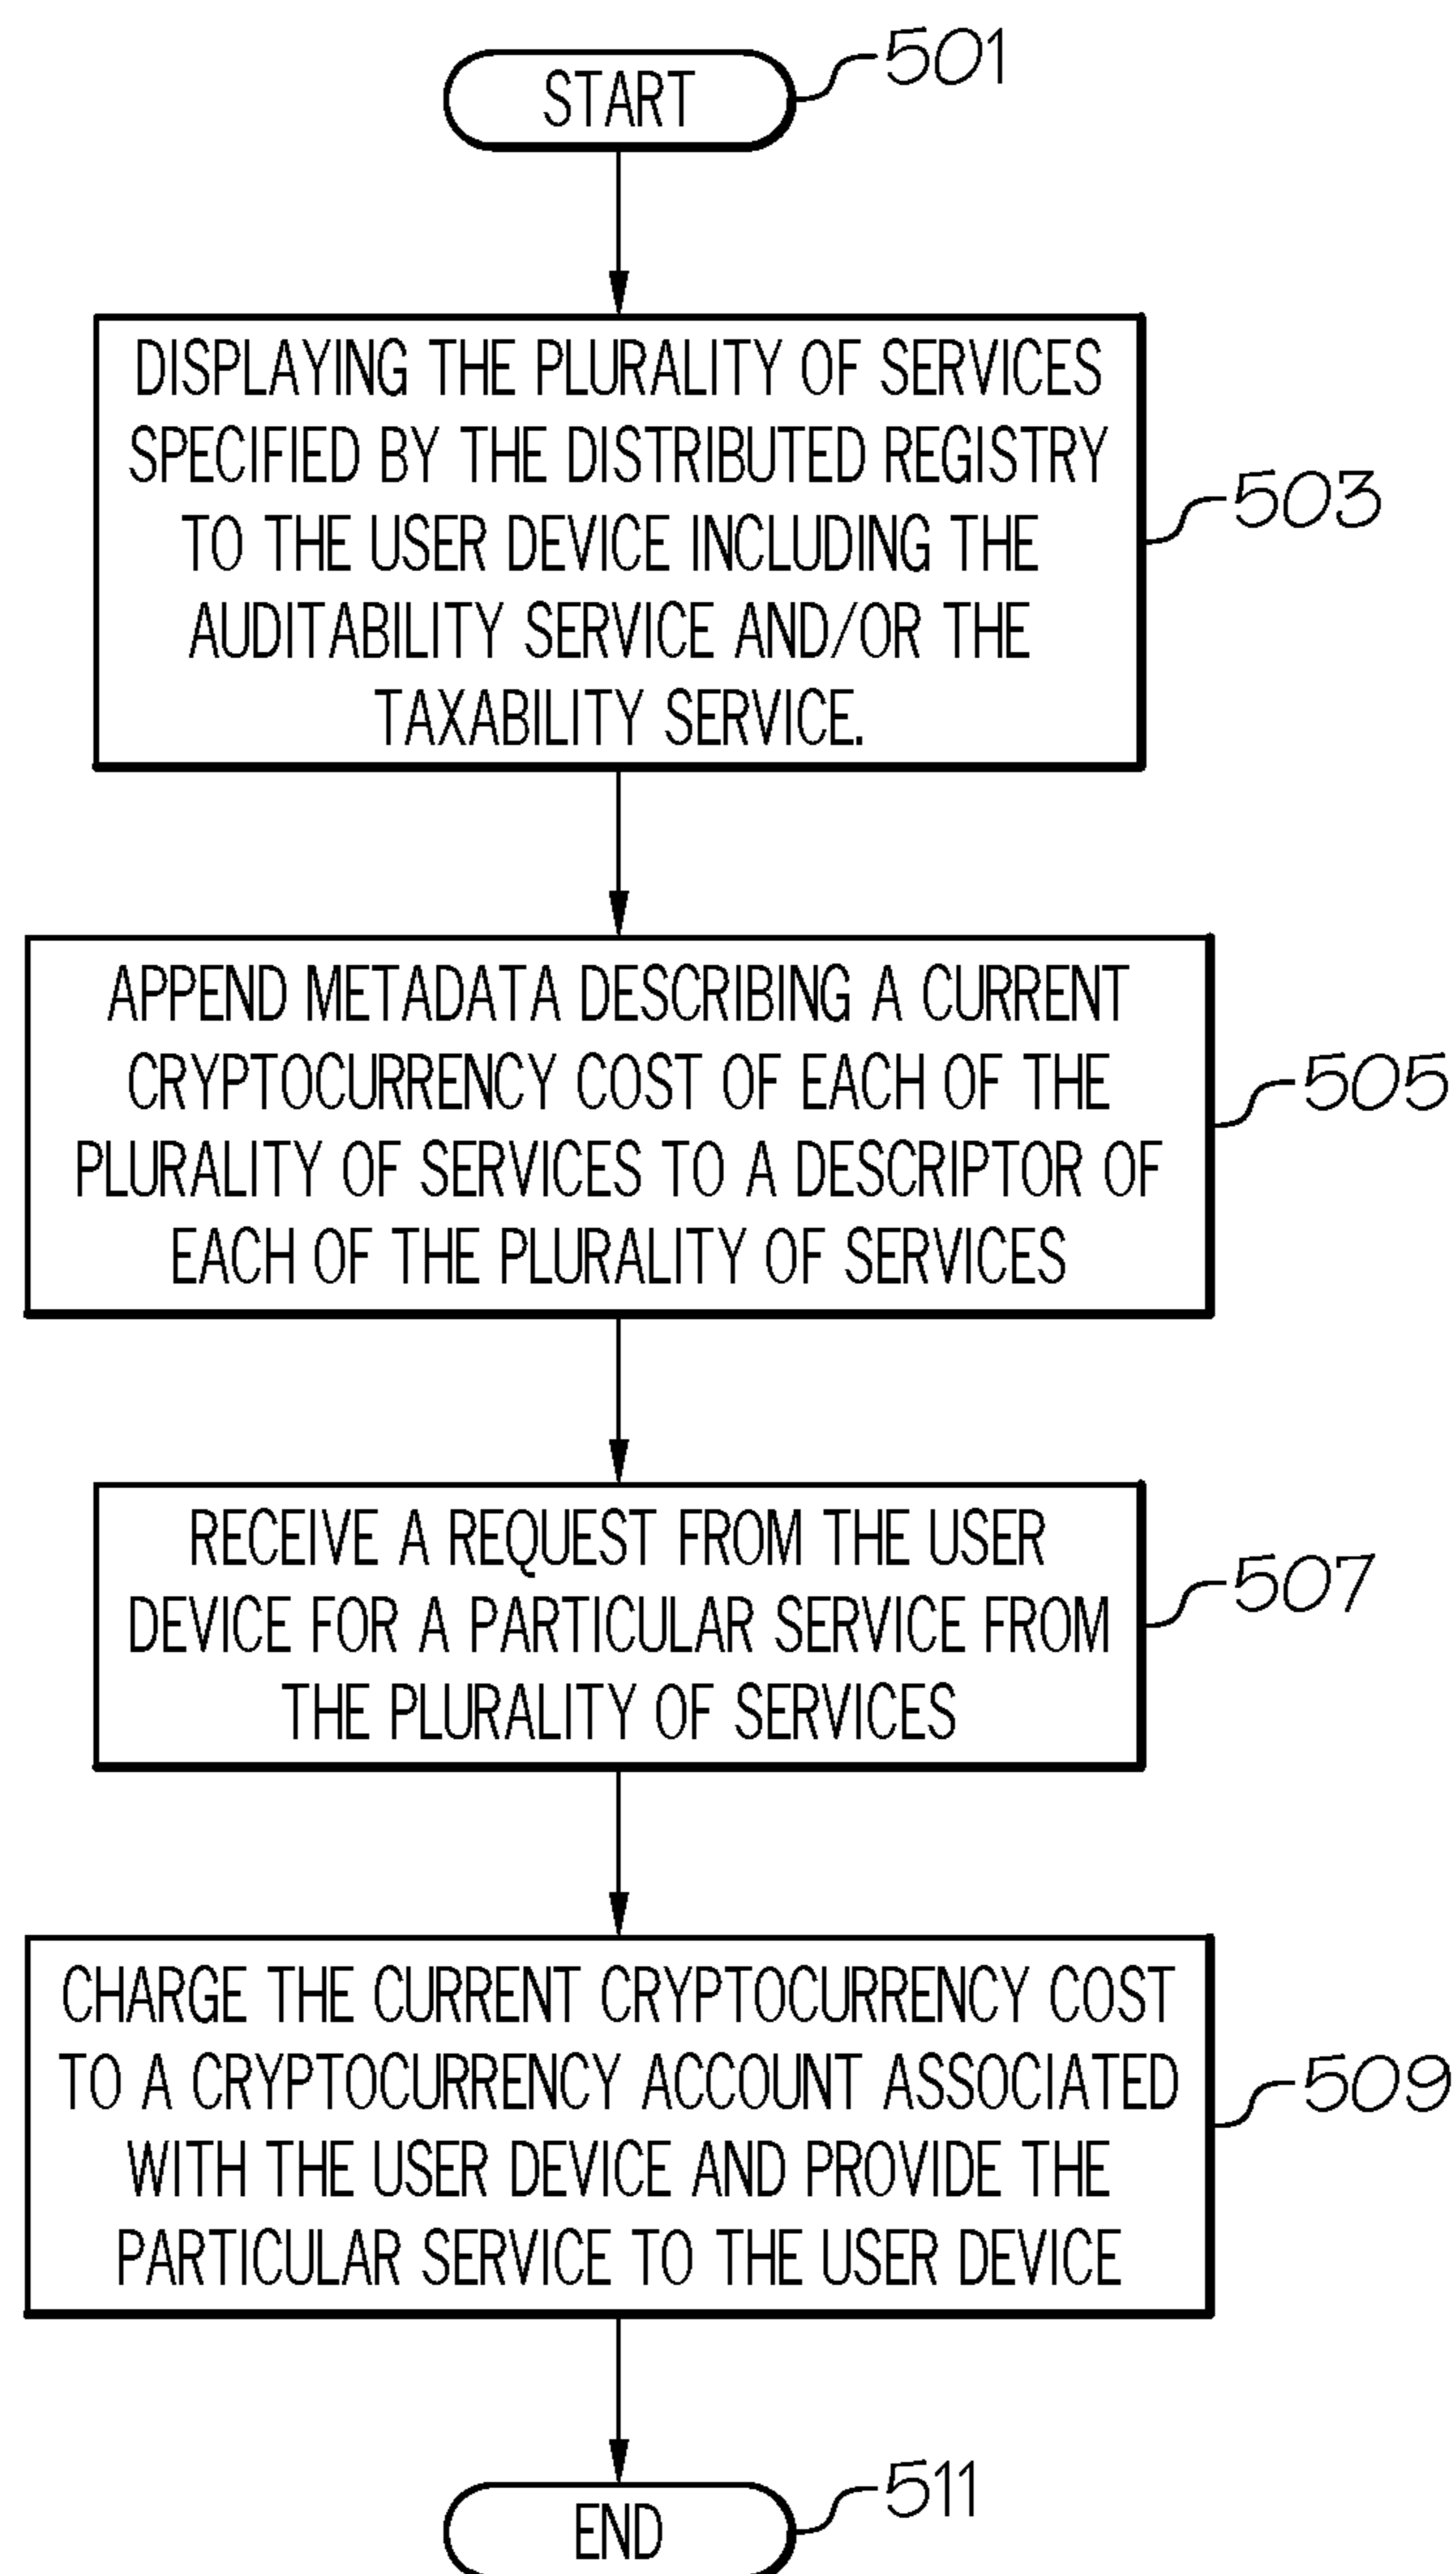 START
501
DISPLAYING THE PLURALITY OF SERVICES
SPECIFIED BY THE DISTRIBUTED REGISTRY
TO THE USER DEVICE INCLUDING THE
AUDITABILITY SERVICE AND/OR THE
TAXABILITY SERVICE.
503
APPEND METADATA DESCRIBING A CURRENT
CRYPTOCURRENCY COST OF EACH OF THE
PLURALITY OF SERVICES TO A DESCRIPTOR OF
EACH OF THE PLURALITY OF SERVICES
505
RECEIVE A REQUEST FROM THE USER
DEVICE FOR A PARTICULAR SERVICE FROM
THE PLURALITY OF SERVICES
507
CHARGE THE CURRENT CRYPTOCURRENCY COST
TO A CRYPTOCURRENCY ACCOUNT ASSOCIATED
WITH THE USER DEVICE AND PROVIDE THE
PARTICULAR SERVICE TO THE USER DEVICE
509
END
511